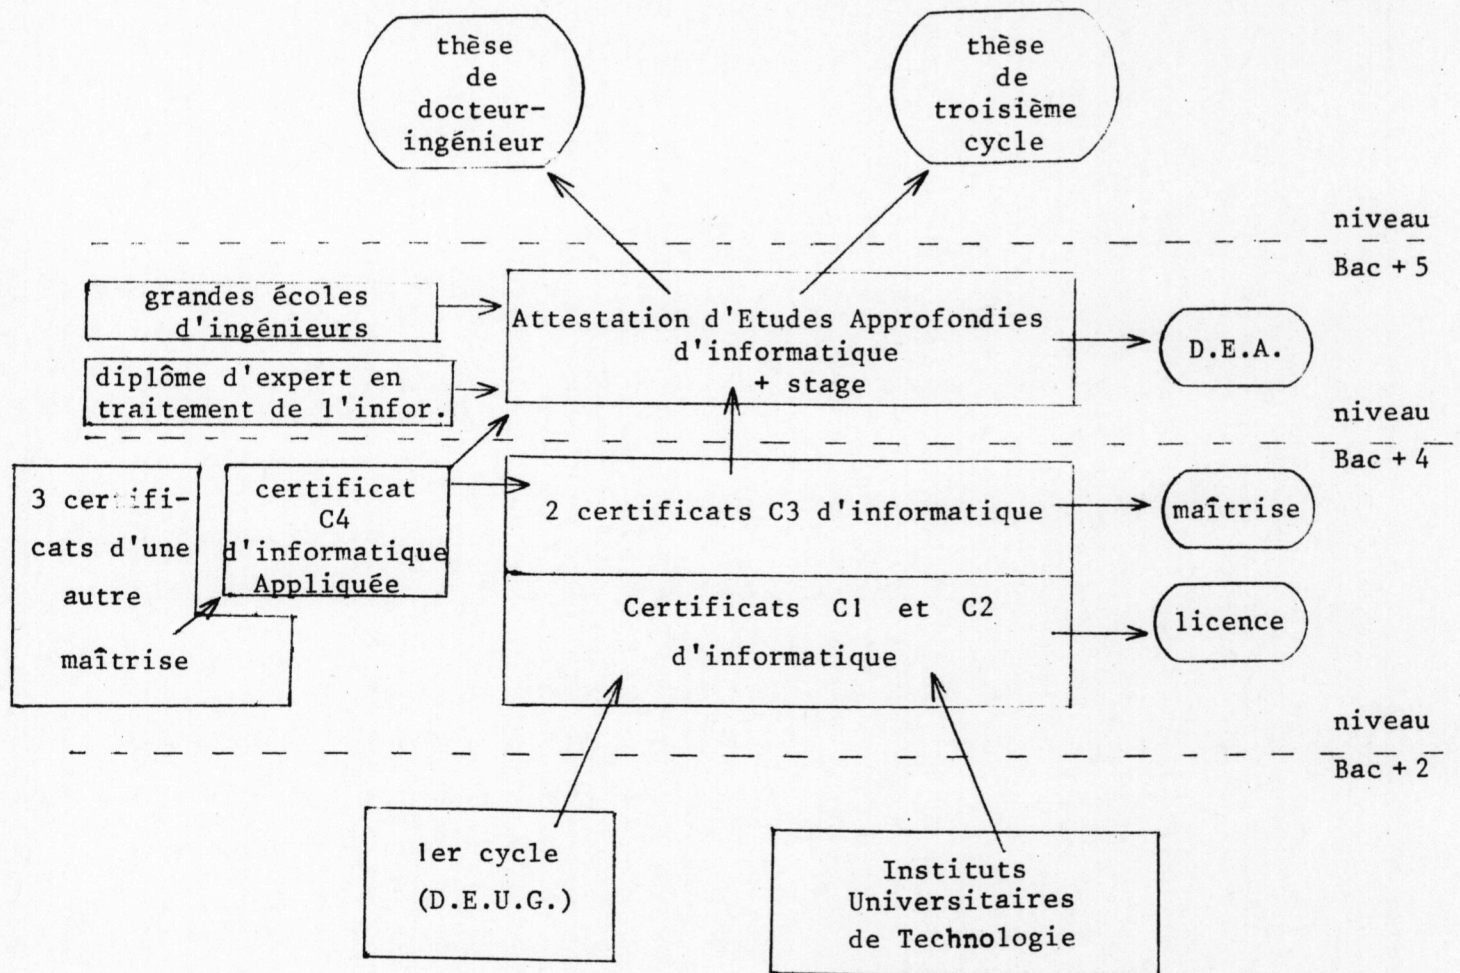 thèse
de
docteur-
ingénieur
thèse
de
troisième
cycle
niveau
Bac + 5
grandes écoles
d'ingénieurs
diplôme d'expert en
traitement de l'infor.
Attestation d'Etudes Approfondies
d'informatique
+ stage
D.E.A.
niveau
Bac + 4
3 certifi-
cats d'une
autre
maîtrise
certificat
C4
d'informatique
Appliquée
2 certificats C3 d'informatique
maîtrise
Certificats C1 et C2
d'informatique
licence
niveau
Bac + 2
1er cycle
(D.E.U.G.)
Instituts
Universitaires
de Technologie